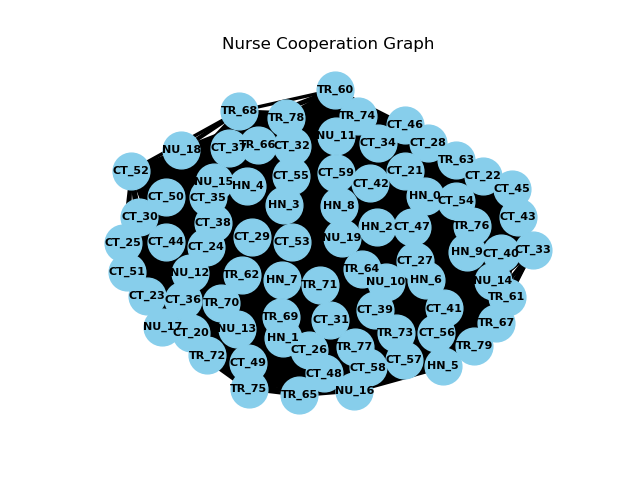 Nurse Cooperation Graph
TR_60
TR_68
TR_78
TR_74
CT_46
NU_11
CT_34
CT_28
NU_18
CT_37
TR_66
CT_32
TR_63
CT_52
CT_59
CT_21
CT_55
CT_22
NU_15
HN_4
CT_42
CT_45
CT_50
CT_35
HN_0
CT_54
HN_3
HN_8
CT_30
CT_43
CT_38
HN_2
CT_47
TR_76
CT_29
NU_19
CT_25
CT_44
CT_24
CT_53
HN_9
CT_40
CT_33
CT_27
CT_51
NU_12
TR_62
TR_64
HN_7
TR_71
NU_10
HN_6
NU_14
CT_23
CT_36
TR_70
TR_61
CT_39
CT_41
TR_69
CT_31
TR_67
NU_17
CT_20
NU_13
TR_73
CT_56
HN_1
CT_26
TR_77
TR_79
TR_72
CT_49
CT_57
CT_58
HN_5
CT_48
TR_75
TR_65
NU_16